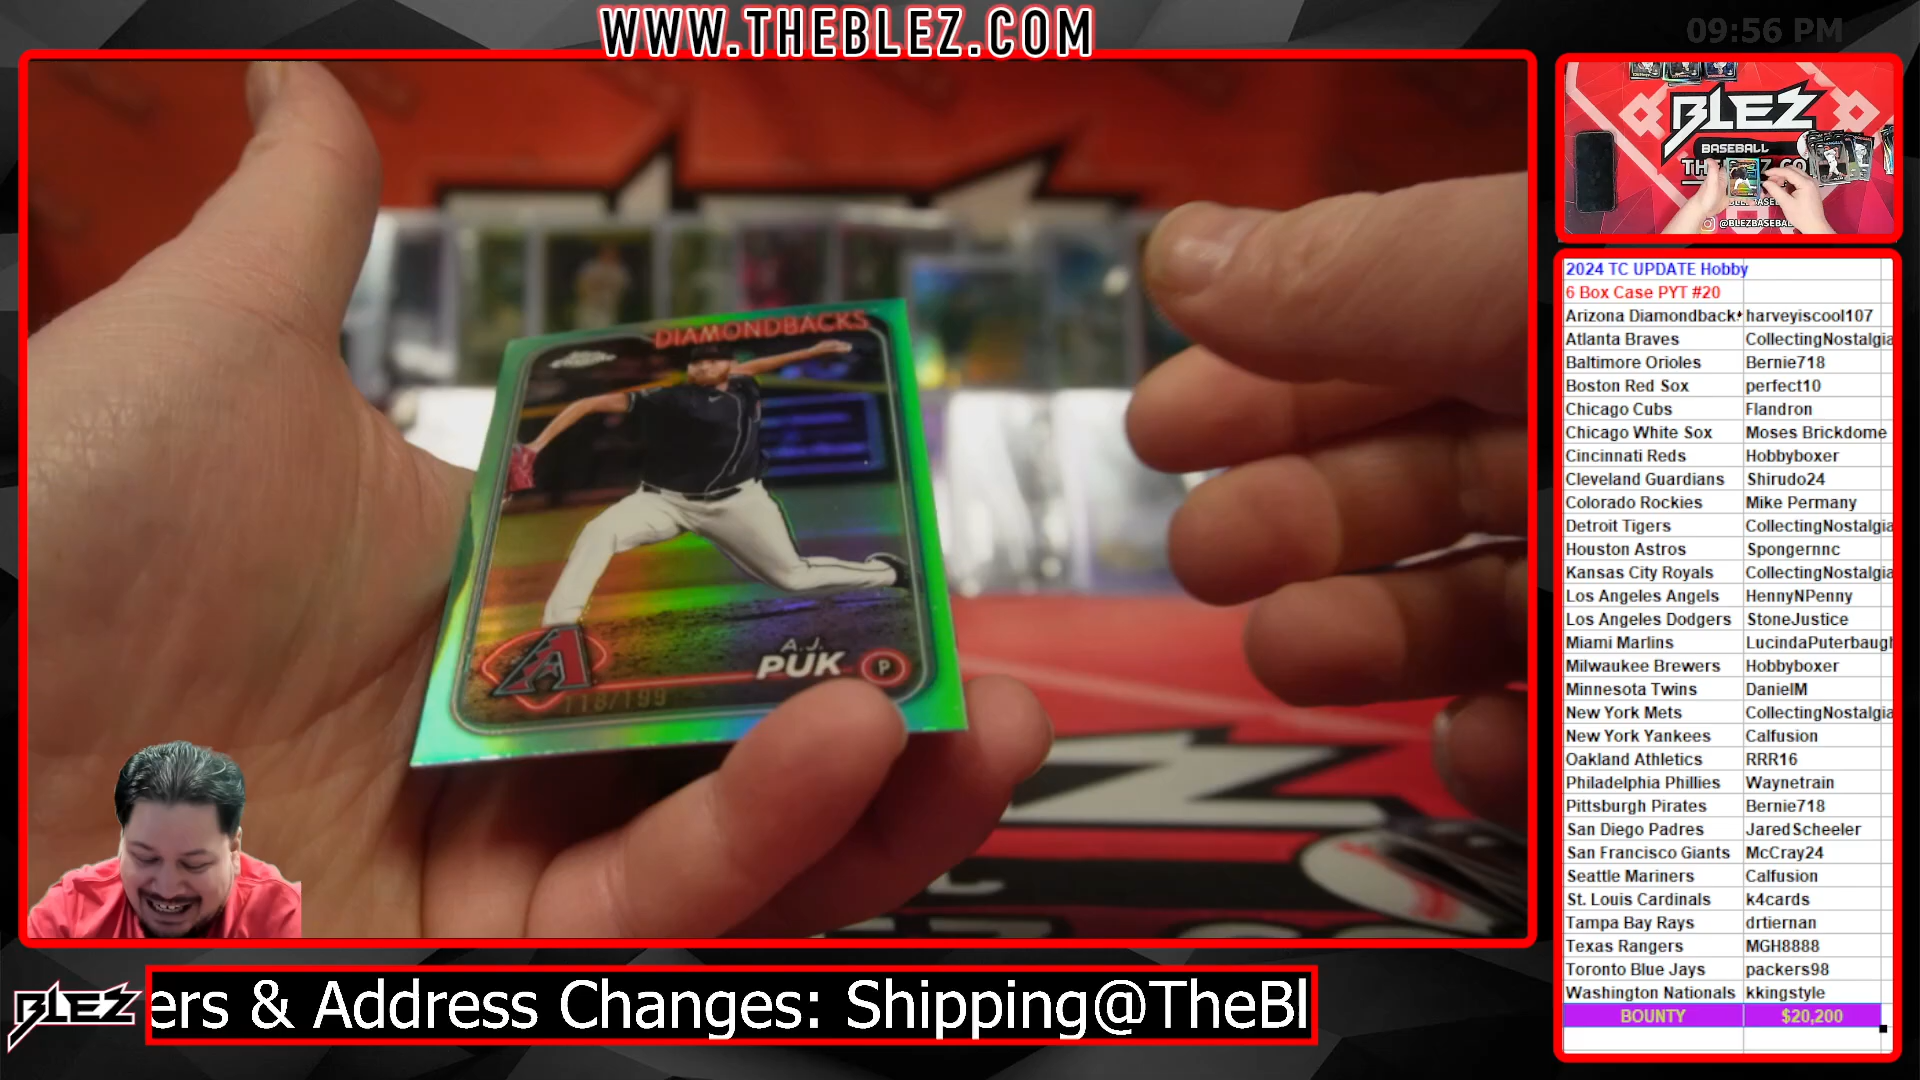 WWW.THEBLEZ.COM
09:56 PM
DIAMONDBACKS
A.J.
PUK
P
118/199
BLEZ
BASEBALL
@BLEZBASEBAL
2024 TC UPDATE Hobby
6 Box Case PYT #20
Arizona Diamondback harveyiscool107
Atlanta Braves CollectingNostalgia
Baltimore Orioles Bernie718
Boston Red Sox perfect10
Chicago Cubs Flandron
Chicago White Sox Moses Brickdome
Cincinnati Reds Hobbyboxer
Cleveland Guardians Shirudo24
Colorado Rockies Mike Permany
Detroit Tigers CollectingNostalgia
Houston Astros Spongernnc
Kansas City Royals CollectingNostalgia
Los Angeles Angels HennyNPenny
Los Angeles Dodgers StoneJustice
Miami Marlins LucindaPuterbaugh
Milwaukee Brewers Hobbyboxer
Minnesota Twins DanielM
New York Mets CollectingNostalgia
New York Yankees Calfusion
Oakland Athletics RRR16
Philadelphia Phillies Waynetrain
Pittsburgh Pirates Bernie718
San Diego Padres JaredScheeler
San Francisco Giants McCray24
Seattle Mariners Calfusion
St. Louis Cardinals k4cards
Tampa Bay Rays drtiernan
Texas Rangers MGH8888
Toronto Blue Jays packers98
Washington Nationals kkingstyle
BOUNTY $20,200
BLEZ
ers & Address Changes: Shipping@TheBl